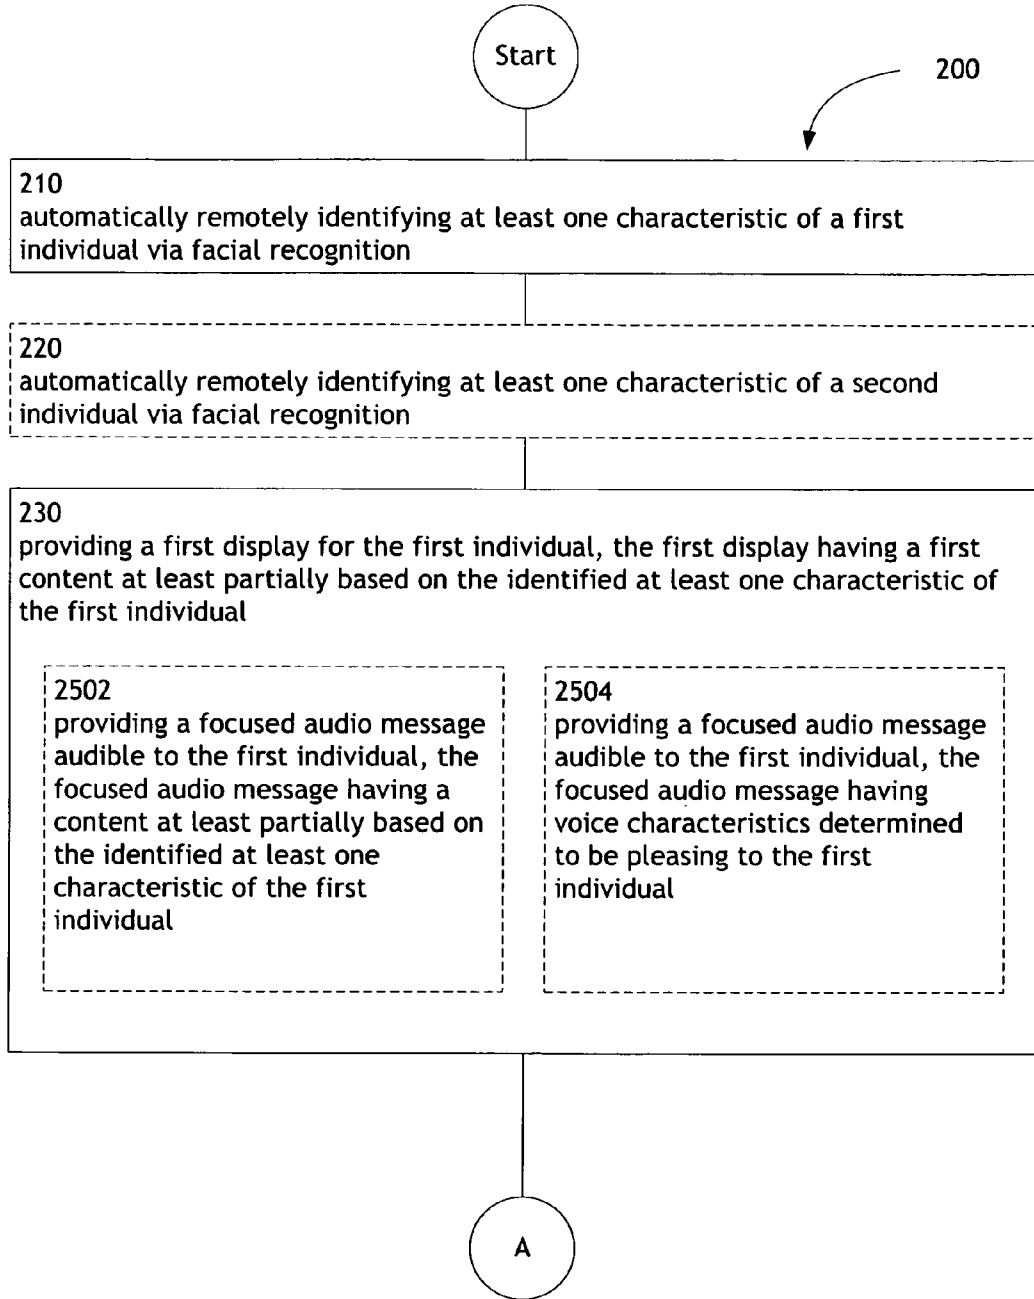 Start
200
210
automatically remotely identifying at least one characteristic of a first
individual via facial recognition
220
automatically remotely identifying at least one characteristic of a second
individual via facial recognition
230
providing a first display for the first individual, the first display having a first
content at least partially based on the identified at least one characteristic of
the first individual
2502
providing a focused audio message
audible to the first individual, the
focused audio message having a
content at least partially based on
the identified at least one
characteristic of the first
individual
2504
providing a focused audio message
audible to the first individual, the
focused audio message having
voice characteristics determined
to be pleasing to the first
individual
A